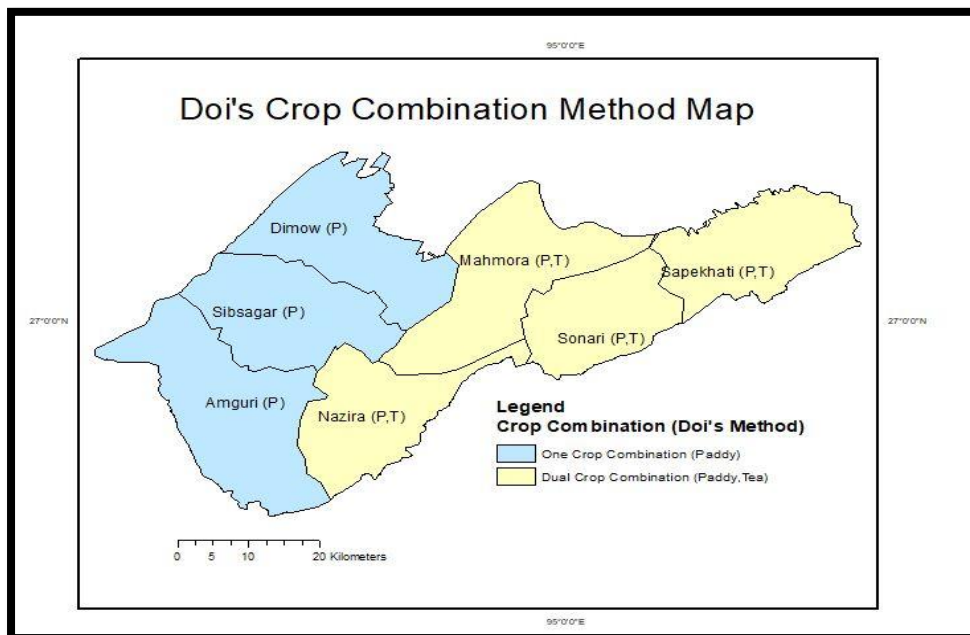 95°0'0"E
Doi's Crop Combination Method Map
Dimow (P)
Mahmora (P,T)
Sapekhati (P,T)
Sibsagar (P)
27°0'0"N
27°0'0"N
Sonari (P,T)
Amguri (P)
Nazira (P,T)
Legend
Crop Combination (Doi's Method)
One Crop Combination (Paddy)
Dual Crop Combination (Paddy,Tea)
0 5 10 20 Kilometers
95°0'0"E